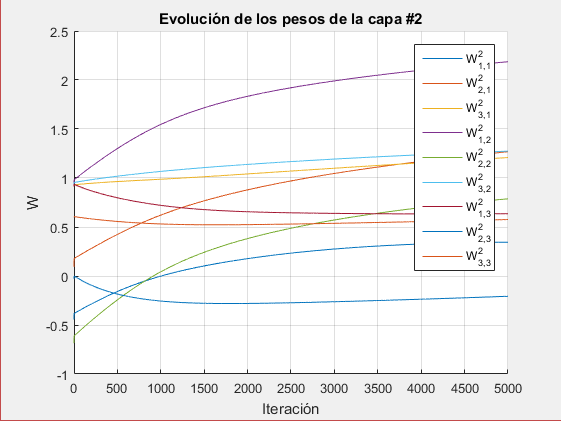 Evolución de los pesos de la capa #2
2.5
2
1.5
1
0.5
0
-0.5
-1
W
W²₁,₁
W²₂,₁
W²₃,₁
W²₁,₂
W²₂,₂
W²₃,₂
W²₁,₃
W²₂,₃
W²₃,₃
0 500 1000 1500 2000 2500 3000 3500 4000 4500 5000
Iteración